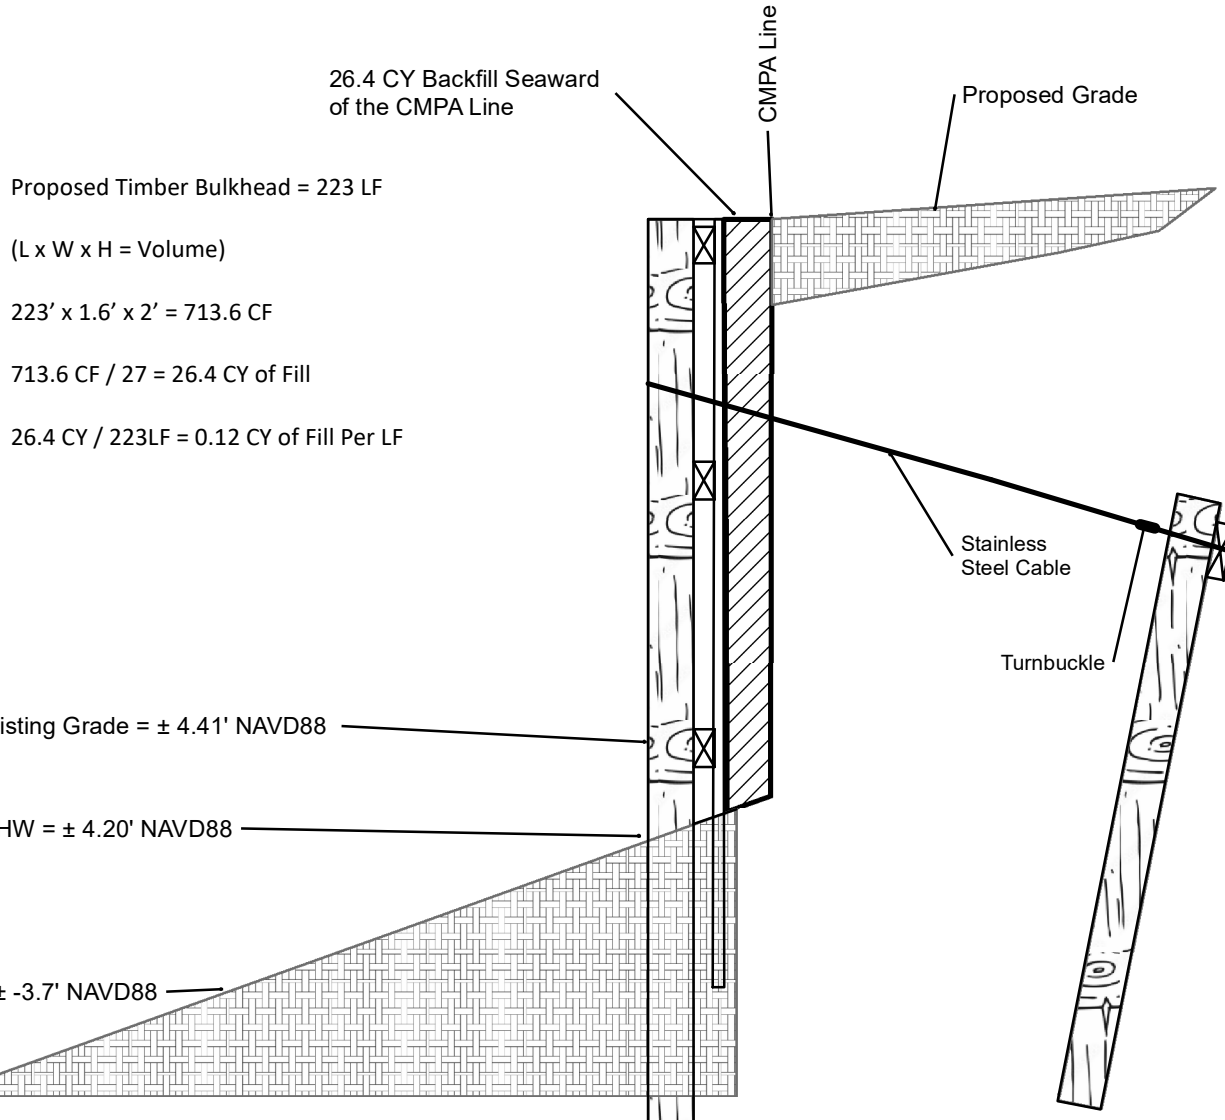 CMPA Line
26.4 CY Backfill Seaward
of the CMPA Line
Proposed Grade
Proposed Timber Bulkhead = 223 LF
(L x W x H = Volume)
223’ x 1.6’ x 2’ = 713.6 CF
713.6 CF / 27 = 26.4 CY of Fill
26.4 CY / 223LF = 0.12 CY of Fill Per LF
Stainless
Steel Cable
Turnbuckle
isting Grade = ± 4.41' NAVD88
HW = ± 4.20' NAVD88
± -3.7' NAVD88